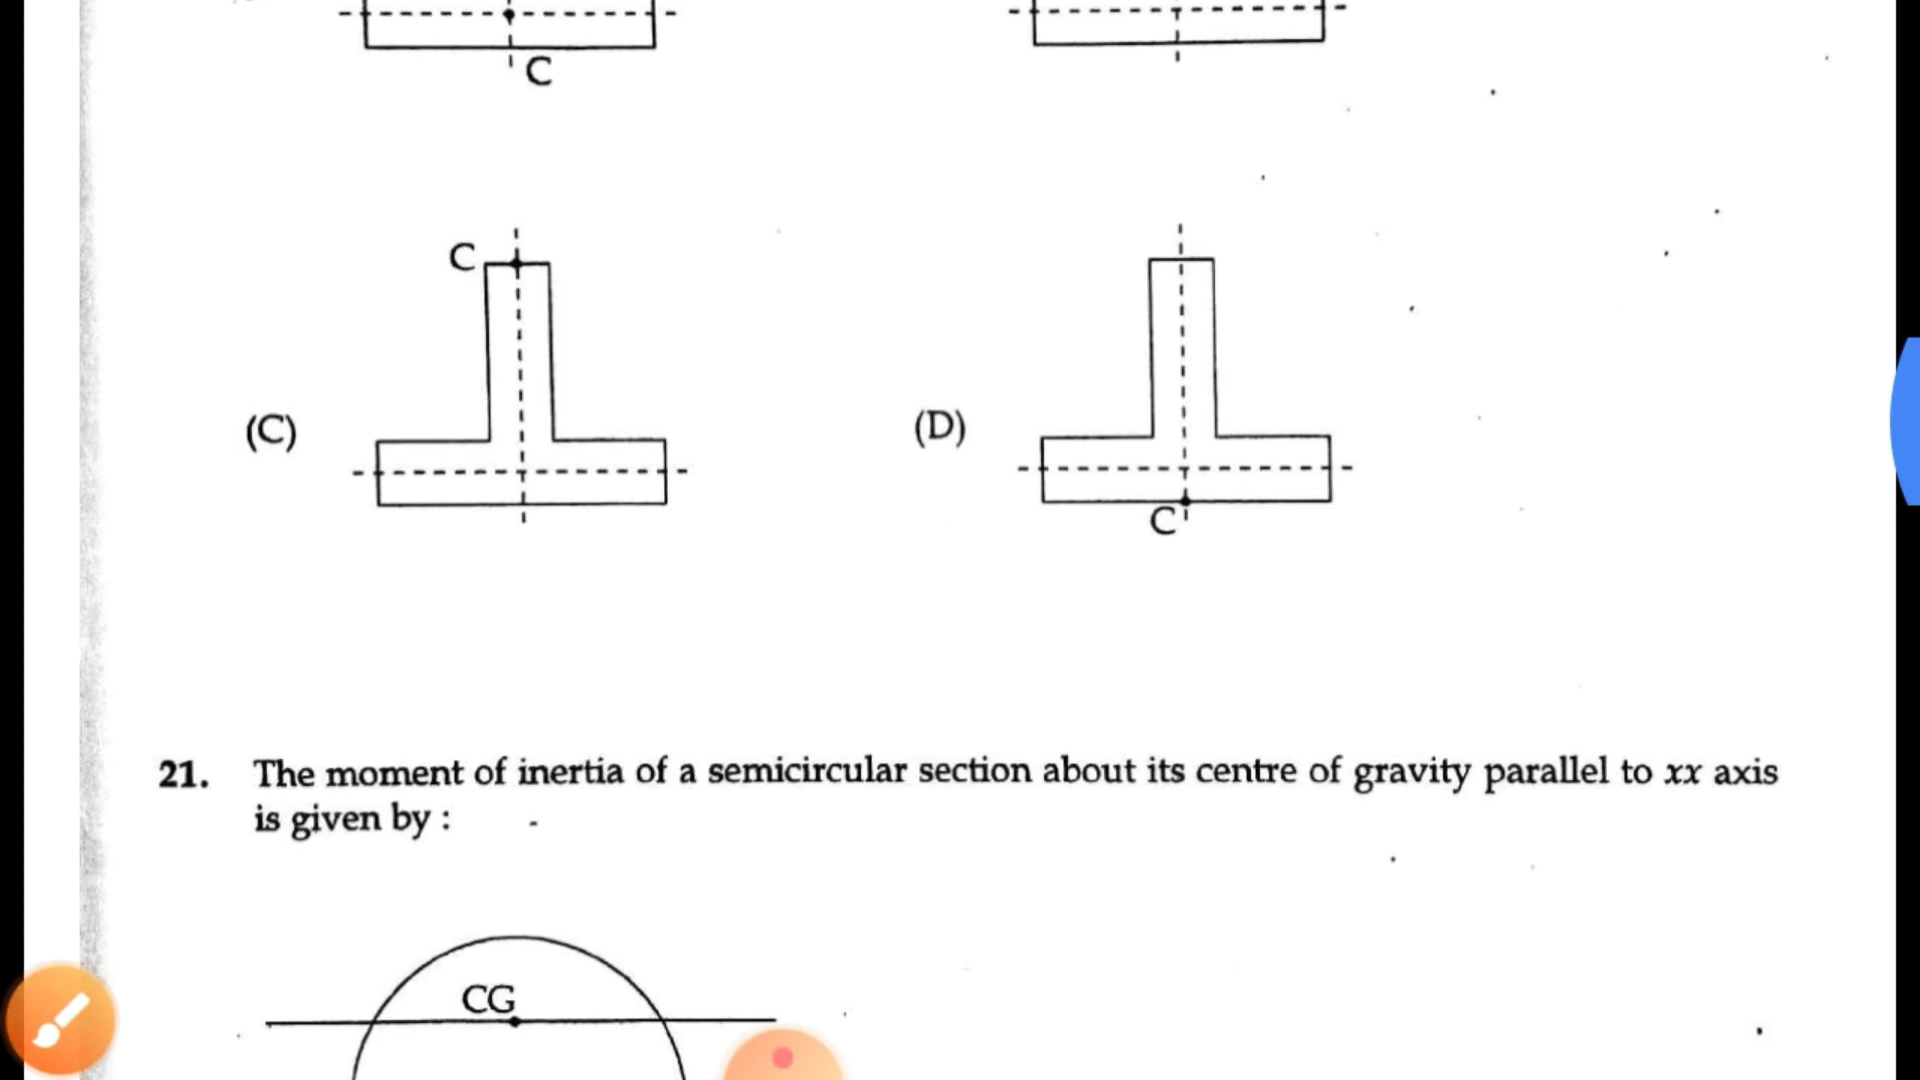 C
C
(C)
(D)
C
21. The moment of inertia of a semicircular section about its centre of gravity parallel to xx axis
is given by :
CG